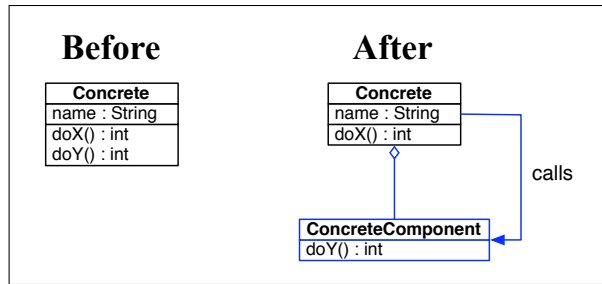 Before
Concrete
name : String
doX() : int
doY() : int
After
Concrete
name : String
doX() : int
calls
ConcreteComponent
doY() : int